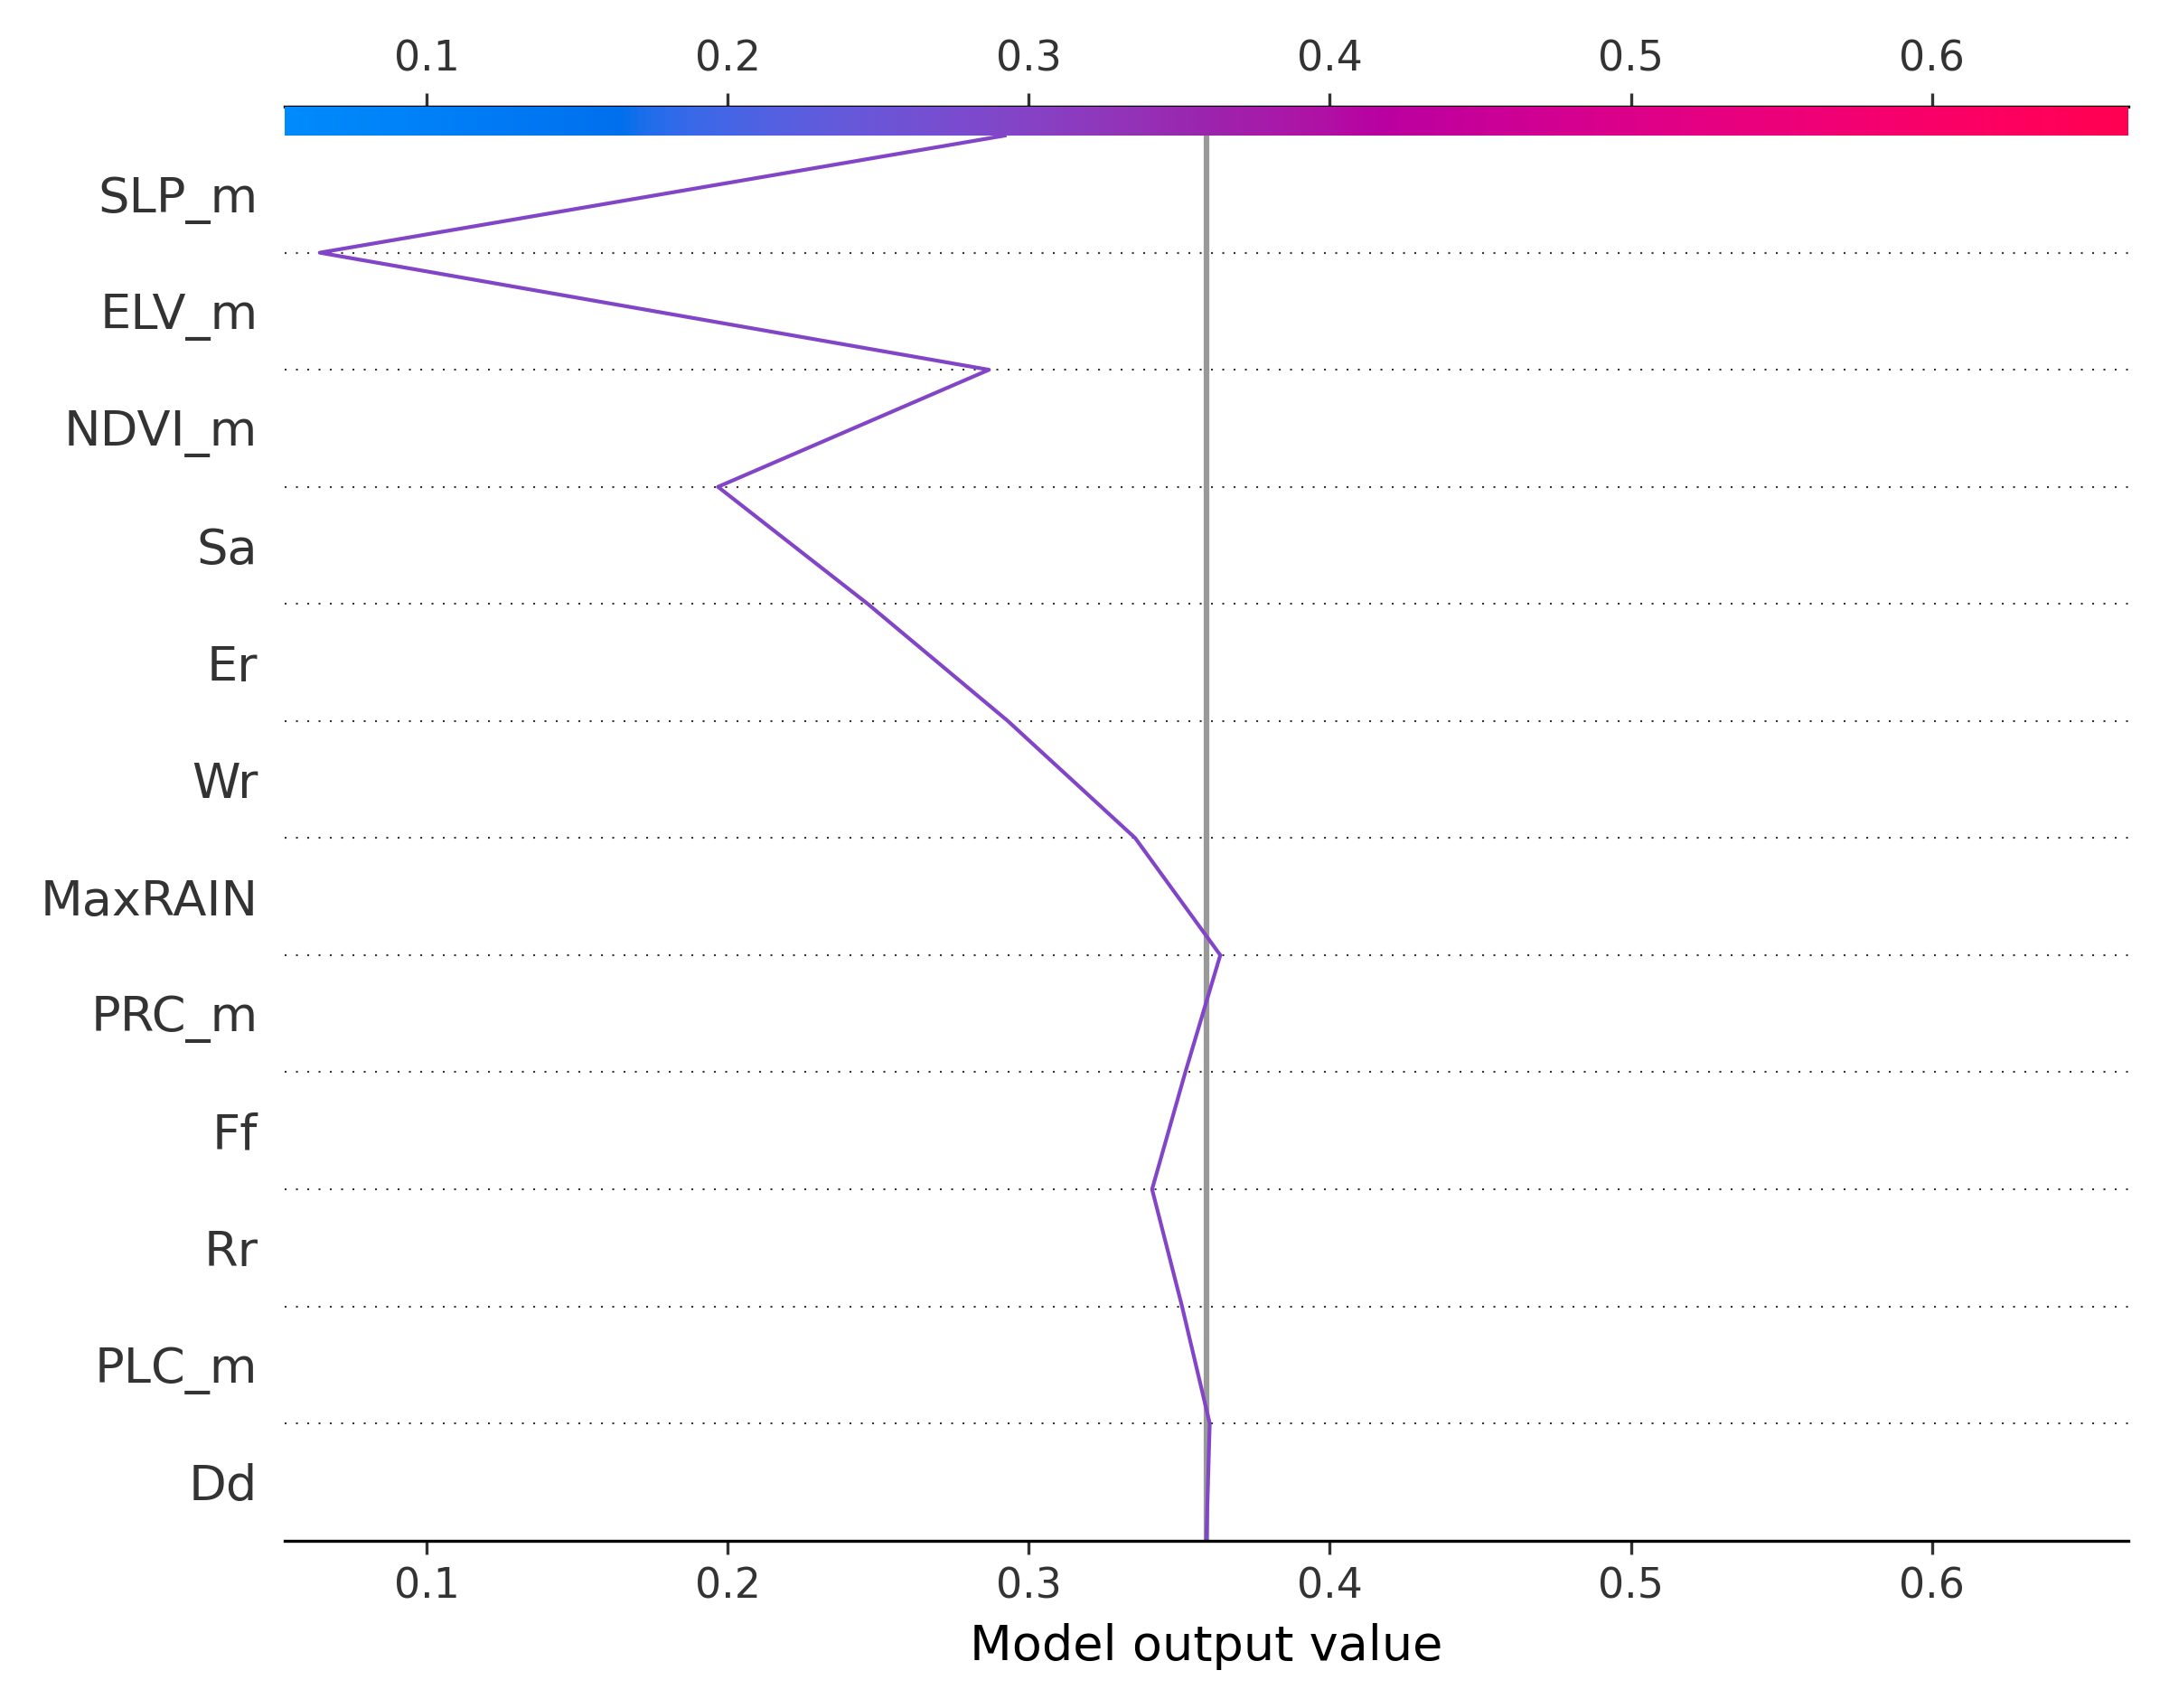 0.1 0.2 0.3 0.4 0.5 0.6
SLP_m
ELV_m
NDVI_m
Sa
Er
Wr
MaxRAIN
PRC_m
Ff
Rr
PLC_m
Dd
0.1 0.2 0.3 0.4 0.5 0.6
Model output value